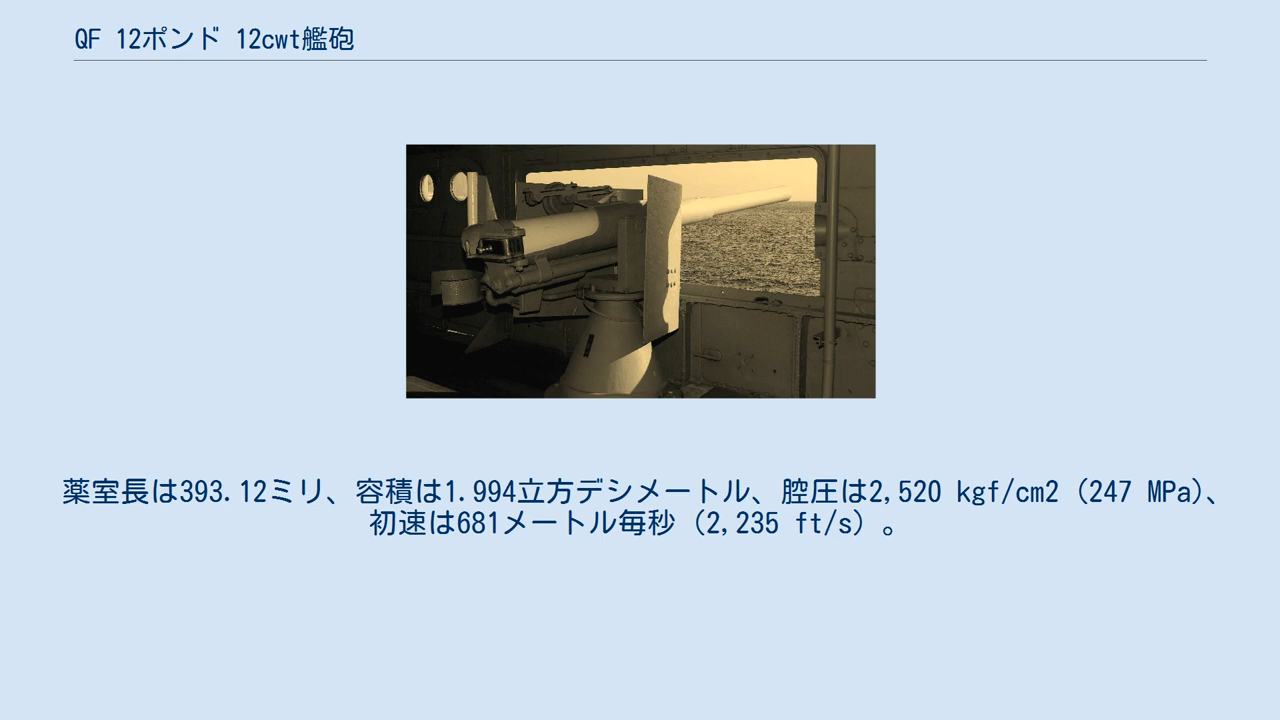 QF 12ポンド 12cwt艦砲
薬室長は393.12ミリ、容積は1.994立方デシメートル、膣圧は2,520 kgf/cm2（247 MPa）、
初速は681メートル毎秒（2,235 ft/s）。